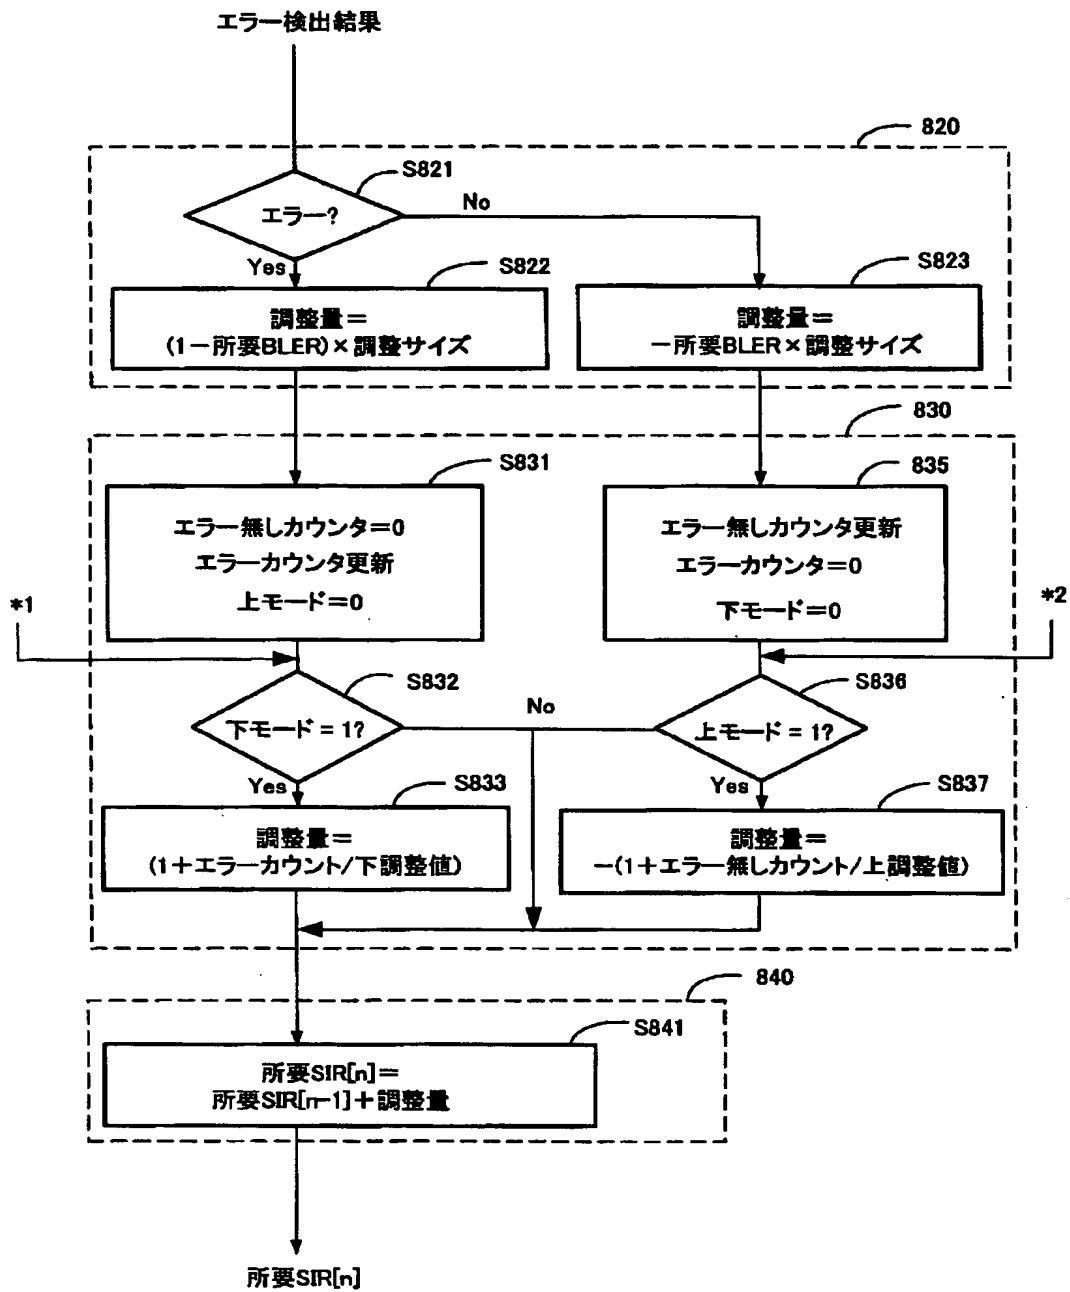 エラー検出結果
820
S821
エラー?
No
Yes
S822
S823
調整量=
(1-所要BLER)×調整サイズ
調整量=
-所要BLER×調整サイズ
830
S831
835
エラー無しカウンタ=0
エラーカウンタ更新
上モード=0
エラー無しカウンタ更新
エラーカウンタ=0
下モード=0
*1
*2
S832
S836
下モード = 1?
No
上モード = 1?
Yes
S833
Yes
S837
調整量=
(1+エラーカウント/下調整値)
調整量=
-(1+エラー無しカウント/上調整値)
840
S841
所要SIR[n]=
所要SIR[n-1]+調整量
所要SIR[n]